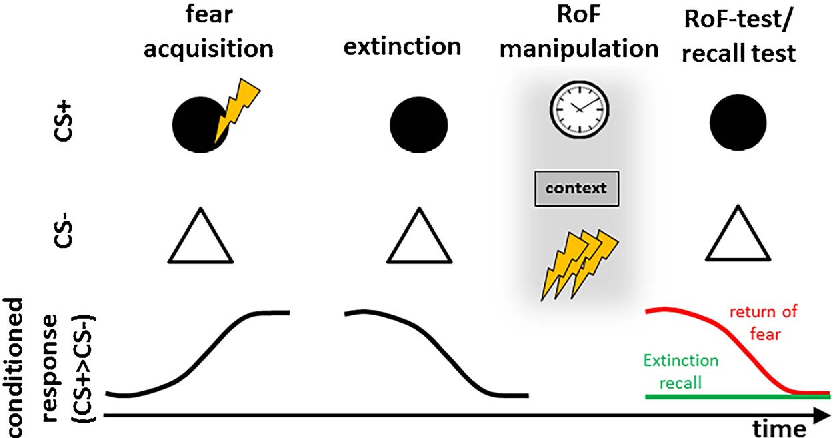 fear
acquisition
extinction
RoF
manipulation
RoF-test/
recall test
CS+
context
CS-
conditioned
response
(CS+>CS-)
return of
fear
Extinction
recall
time